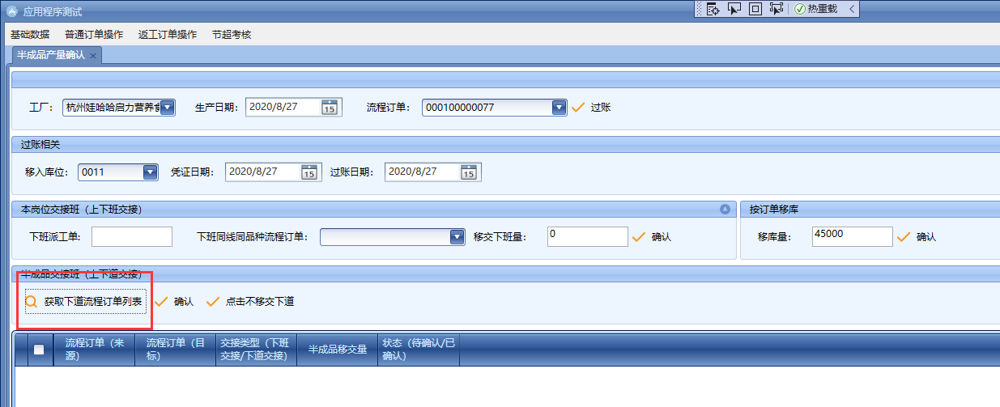 应用程序测试
热重载
基础数据 普通订单操作 返工订单操作 节超考核
半成品产量确认
工厂： 杭州娃哈哈启力营养食 生产日期： 2020/8/27 15 流程订单： 000100000077 过账
过账相关
移入库位： 0011 凭证日期： 2020/8/27 15 过账日期： 2020/8/27 15
本岗位交接班（上下班交接） 按订单移库
下班派工单: 下班同线同品种流程订单： 移交下班量： 0 确认 移库量： 45000 确认
半成品交接班（上下道交接）
获取下道流程订单列表 确认 点击不移交下道
流程订单（来源） 流程订单（目标） 交接类型（下班交接/下道交接） 半成品移交量 状态（待确认/已确认）